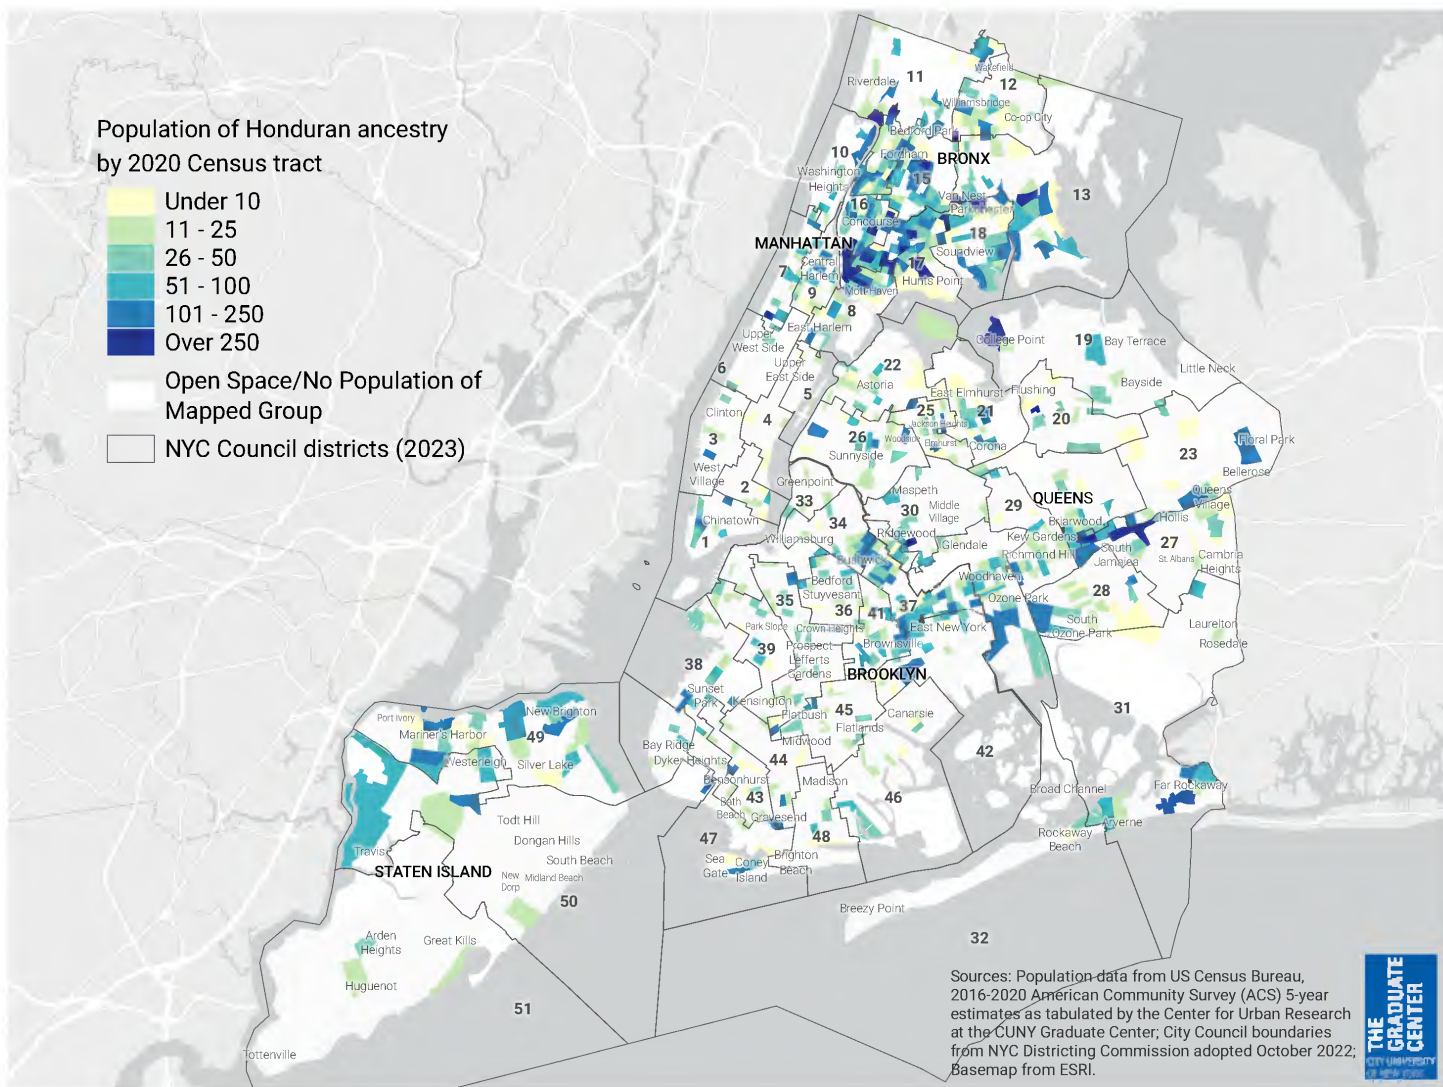 Population of Honduran ancestry
by 2020 Census tract
Under 10
11 - 25
26 - 50
51 - 100
101 - 250
Over 250
Open Space/No Population of
Mapped Group
NYC Council districts (2023)
Wakefield
11
Riverdale
12
Williamsbridge
Co-op City
Bedford Park
10
Fordham
BRONX
Washington
Heights
15
13
Van Nest
Parkchester
16
Concourse
18
MANHATTAN
Soundview
Central
Harlem
17
7
Hunts Point
Mott Haven
9
8
East Harlem
Upper
West Side
College Point
19
Bay Terrace
Upper
East Side
6
22
Little Neck
Astoria
Bayside
5
East Elmhurst
Flushing
Clinton
4
25
21
20
Jackson Heights
3
26
Woodside
Elmhurst
Corona
Floral Park
Sunnyside
23
West
Village
Bellerose
2
Greenpoint
Maspeth
QUEENS
Queens
Village
33
Middle
Village
29
30
Chinatown
34
Briarwood
Hollis
1
Williamsburg
Ridgewood
Kew Gardens
27
Glendale
South
Jamaica
Richmond Hill
St. Albans
Cambria
Heights
Bushwick
Woodhaven
Bedford
Stuyvesant
28
35
36
41
37
Ozone Park
Park Slope
Crown Heights
East New York
South
Ozone Park
Laurelton
39
Prospect
Lefferts
Gardens
Brownsville
Rosedale
38
BROOKLYN
Sunset
Park
Kensington
Flatbush
45
Canarsie
31
Port Ivory
New Brighton
Flatlands
Mariner's Harbor
49
Midwood
Bay Ridge
42
Westerleigh
Silver Lake
Dyker Heights
44
Bensonhurst
Madison
Broad Channel
Far Rockaway
43
46
Bath
Beach
Gravesend
Todt Hill
Arverne
47
48
Rockaway
Beach
Dongan Hills
Travis
South Beach
Sea
Gate
Coney
Island
Brighton
Beach
STATEN ISLAND
New
Dorp
Midland Beach
50
Breezy Point
Arden
Heights
Great Kills
32
Huguenot
51
Tottenville
Sources: Population data from US Census Bureau,
2016-2020 American Community Survey (ACS) 5-year
estimates as tabulated by the Center for Urban Research
at the CUNY Graduate Center; City Council boundaries
from NYC Districting Commission adopted October 2022;
Basemap from ESRI.
THE
GRADUATE
CENTER
CITY UNIVERSITY
OF NEW YORK